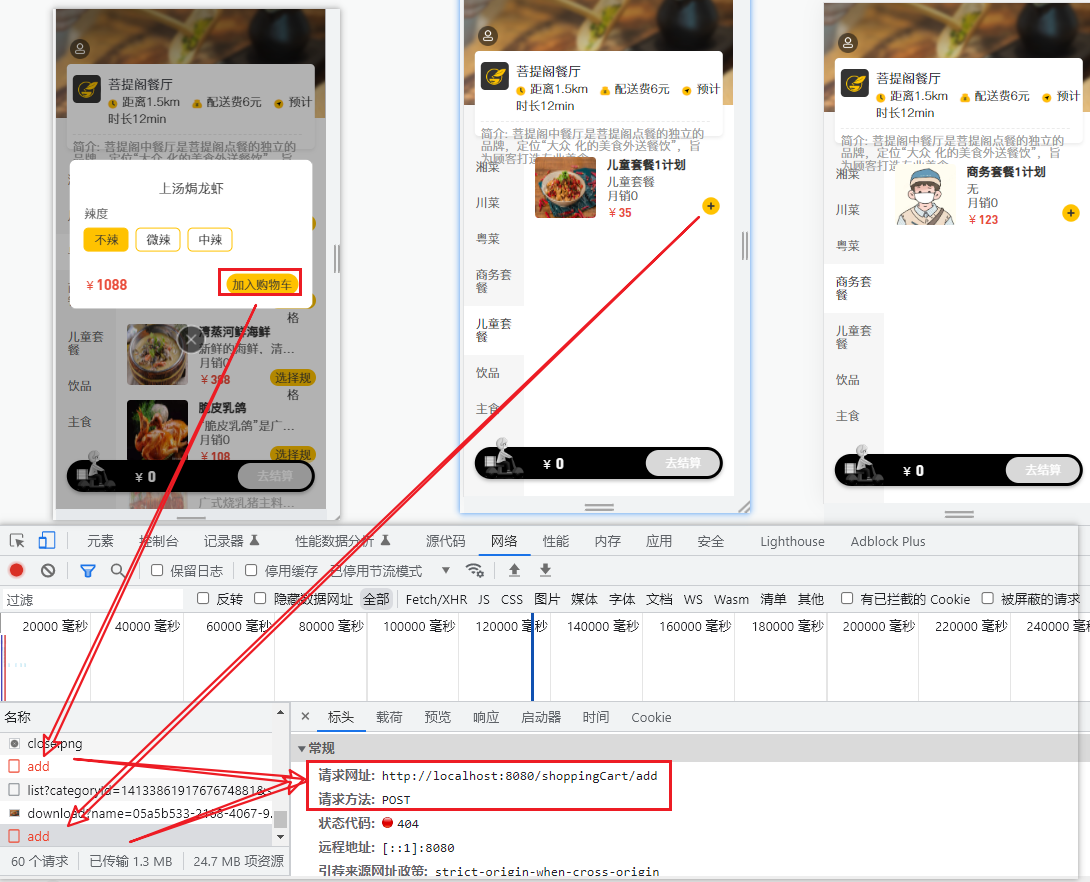 菩提阁餐厅
距离1.5km 配送费6元 预计
时长12min
简介: 菩提阁中餐厅是菩提阁点餐的独立的
品牌，定位“大众 化的美食外送餐饮”，旨
上汤焗龙虾
辣度
不辣 微辣 中辣
￥1088 加入购物车
格
儿童套
餐
饮品
主食
清蒸河鲜海鲜
新鲜的海鲜，清...
月销0
￥388 选择规
格
脆皮乳鸽
“脆皮乳鸽”是广...
月销0
￥108 选择规
￥ 0 去结算
广式烧乳猪主料...
菩提阁餐厅
距离1.5km 配送费6元 预计
时长12min
简介: 菩提阁中餐厅是菩提阁点餐的独立的
品牌，定位“大众 化的美食外送餐饮”，旨
为顾客打造专业美食
湘菜
川菜
粤菜
商务套
餐
儿童套
餐
饮品
主食
儿童套餐1计划
儿童套餐
月销0
￥35
￥ 0 去结算
菩提阁餐厅
距离1.5km 配送费6元 预计
时长12min
简介: 菩提阁中餐厅是菩提阁点餐的独立的
品牌，定位“大众 化的美食外送餐饮”，旨
为顾客打造专业美食
湘菜
川菜
粤菜
商务套
餐
儿童套
餐
饮品
主食
商务套餐1计划
无
月销0
￥123
￥ 0 去结算
元素 控制台 记录器 性能数据分析 源代码 网络 性能 内存 应用 安全 Lighthouse Adblock Plus
保留日志 停用缓存 已停用节流模式
过滤 反转 隐藏数据网址 全部 Fetch/XHR JS CSS 图片 媒体 字体 文档 WS Wasm 清单 其他 有已拦截的 Cookie 被屏蔽的请求
20000 毫秒 40000 毫秒 60000 毫秒 80000 毫秒 100000 毫秒 120000 毫秒 140000 毫秒 160000 毫秒 180000 毫秒 200000 毫秒 220000 毫秒 240000 毫秒
名称
close.png
add
list?categoryId=1413386191767674881&s
download?name=05a5b533-2168-4067-9.
add
60 个请求 已传输 1.3 MB 24.7 MB 项资源
× 标头 载荷 预览 响应 启动器 时间 Cookie
常规
请求网址: http://localhost:8080/shoppingCart/add
请求方法: POST
状态代码: 404
远程地址: [::1]:8080
引荐来源网址政策: strict-origin-when-cross-origin